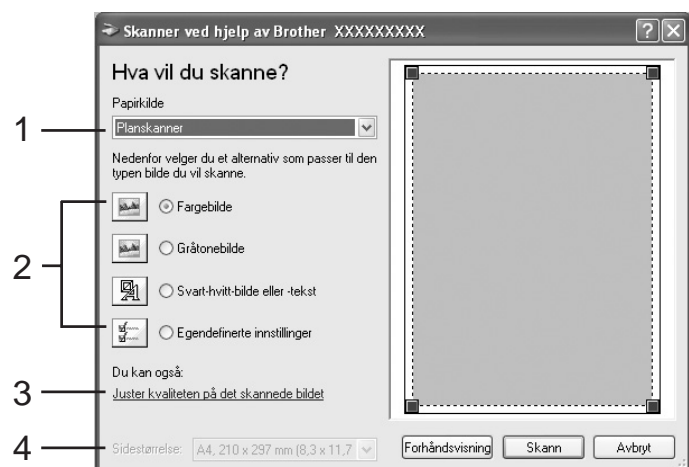 Skanner ved hjelp av Brother XXXXXXXXX
Hva vil du skanne?
Papirkilde
1
Planskanner
Nedenfor velger du et alternativ som passer til den
typen bilde du vil skanne.
2
Fargebilde
Gråtonebilde
Svart-hvitt-bilde eller -tekst
Egendefinerte innstillinger
Du kan også:
3
Juster kvaliteten på det skannede bildet
4
Sidestørrelse: A4, 210 x 297 mm (8,3 x 11,7
Forhåndsvisning Skann Avbryt